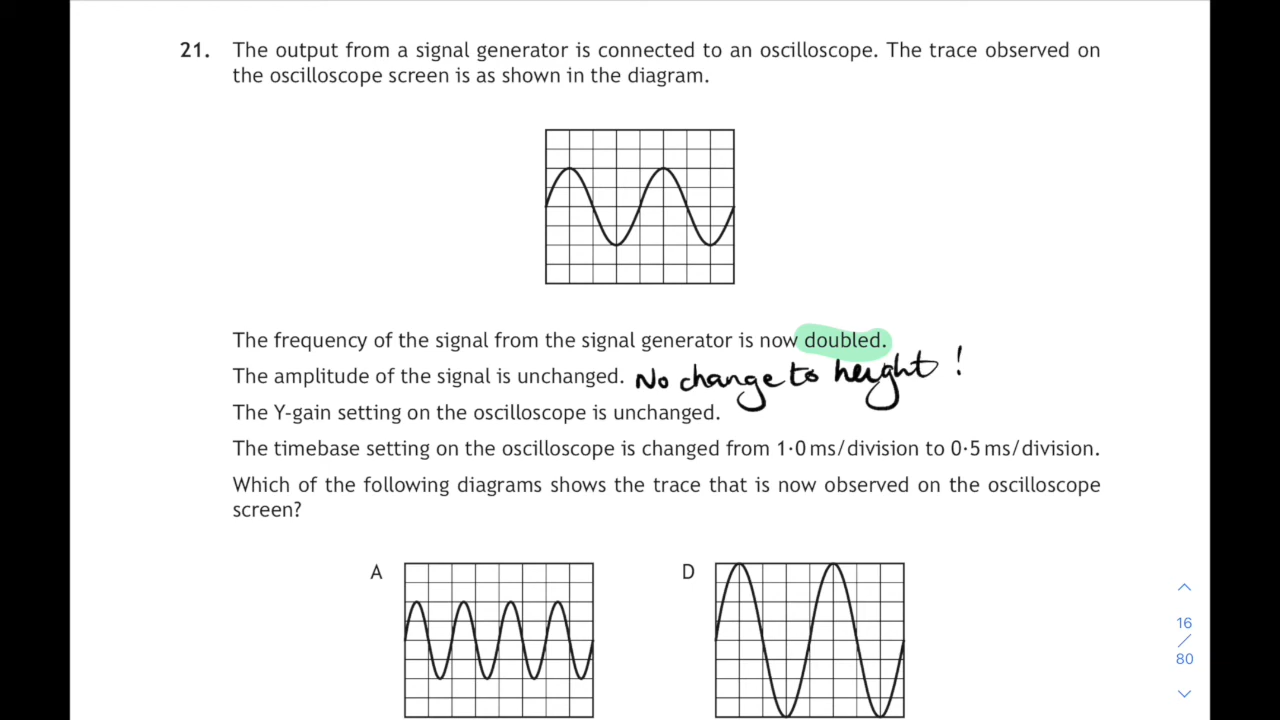 21. The output from a signal generator is connected to an oscilloscope. The trace observed on
the oscilloscope screen is as shown in the diagram.
The frequency of the signal from the signal generator is now doubled.
The amplitude of the signal is unchanged. No change to height!
The Y-gain setting on the oscilloscope is unchanged.
The timebase setting on the oscilloscope is changed from 1·0 ms/division to 0·5 ms/division.
Which of the following diagrams shows the trace that is now observed on the oscilloscope
screen?
A D
16
/
80